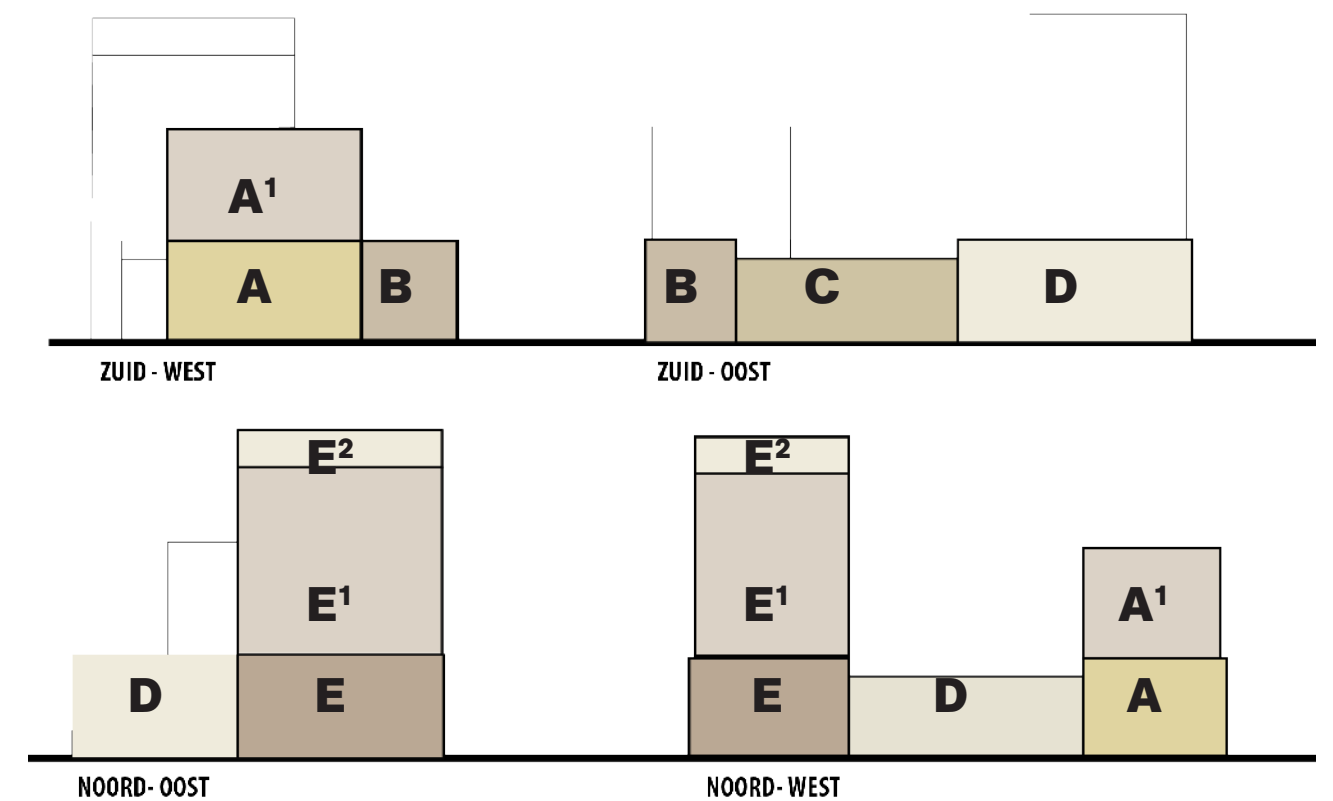 A¹
A B
B C D
ZUID - WEST ZUID - OOST
E² E²
E¹ E¹ A¹
D E E D A
NOORD- OOST NOORD- WEST